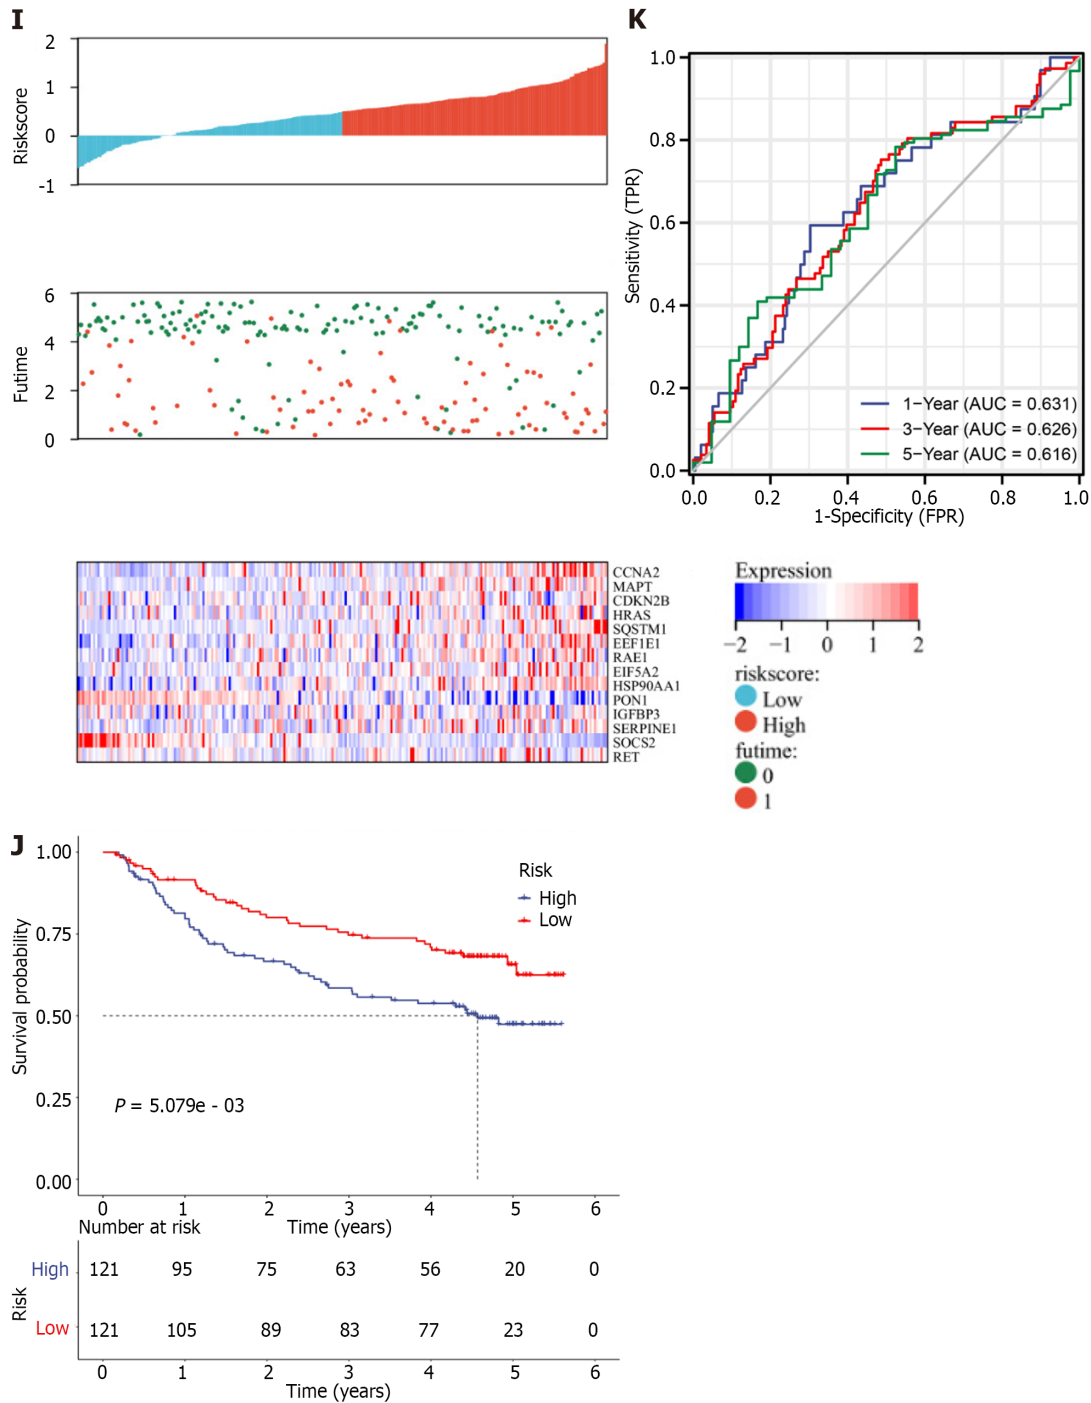 I
2
1
0
-1
Riskscore
6
4
2
0
Futime
K
1.0
0.8
0.6
0.4
0.2
0.0
Sensitivity (TPR)
1-Year (AUC = 0.631)
3-Year (AUC = 0.626)
5-Year (AUC = 0.616)
0.0 0.2 0.4 0.6 0.8 1.0
1-Specificity (FPR)
CCNA2
MAPT
CDKN2B
HRAS
SQSTM1
EEF1E1
RAE1
EIF5A2
HSP90AA1
PON1
IGFBP3
SERPINE1
SOCS2
RET
Expression
−2 −1 0 1 2
riskscore:
Low
High
futime:
0
1
J
1.00
0.75
0.50
0.25
0.00
Survival probability
Risk
High
Low
P = 5.079e - 03
0 1 2 3 4 5 6
Number at risk Time (years)
Risk
High 121 95 75 63 56 20 0
Low 121 105 89 83 77 23 0
0 1 2 3 4 5 6
Time (years)